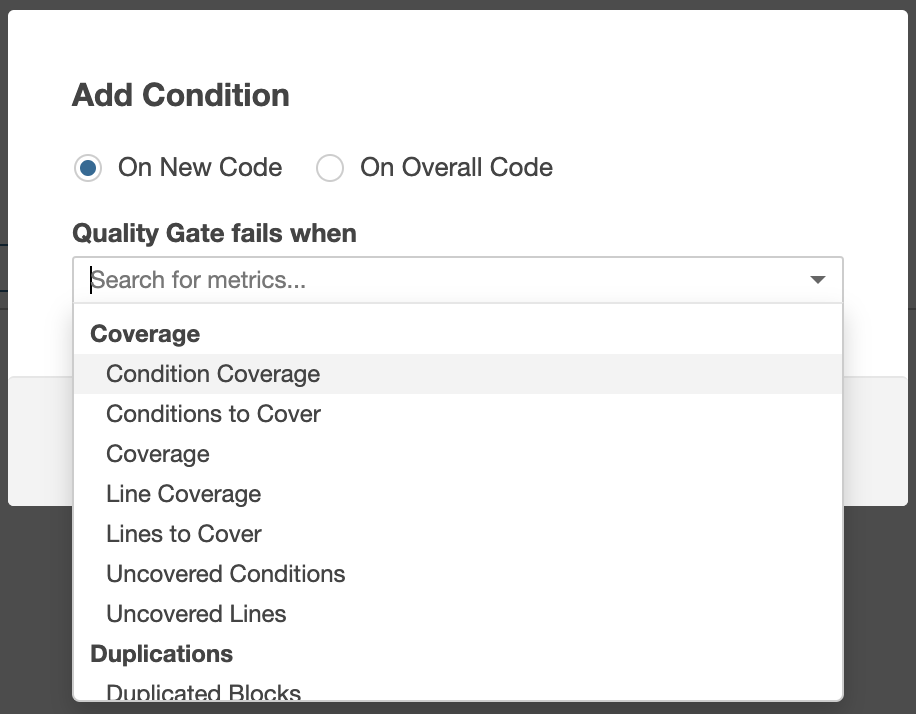 Add Condition
On New Code On Overall Code
Quality Gate fails when
Search for metrics...
Coverage
Condition Coverage
Conditions to Cover
Coverage
Line Coverage
Lines to Cover
Uncovered Conditions
Uncovered Lines
Duplications
Duplicated Blocks